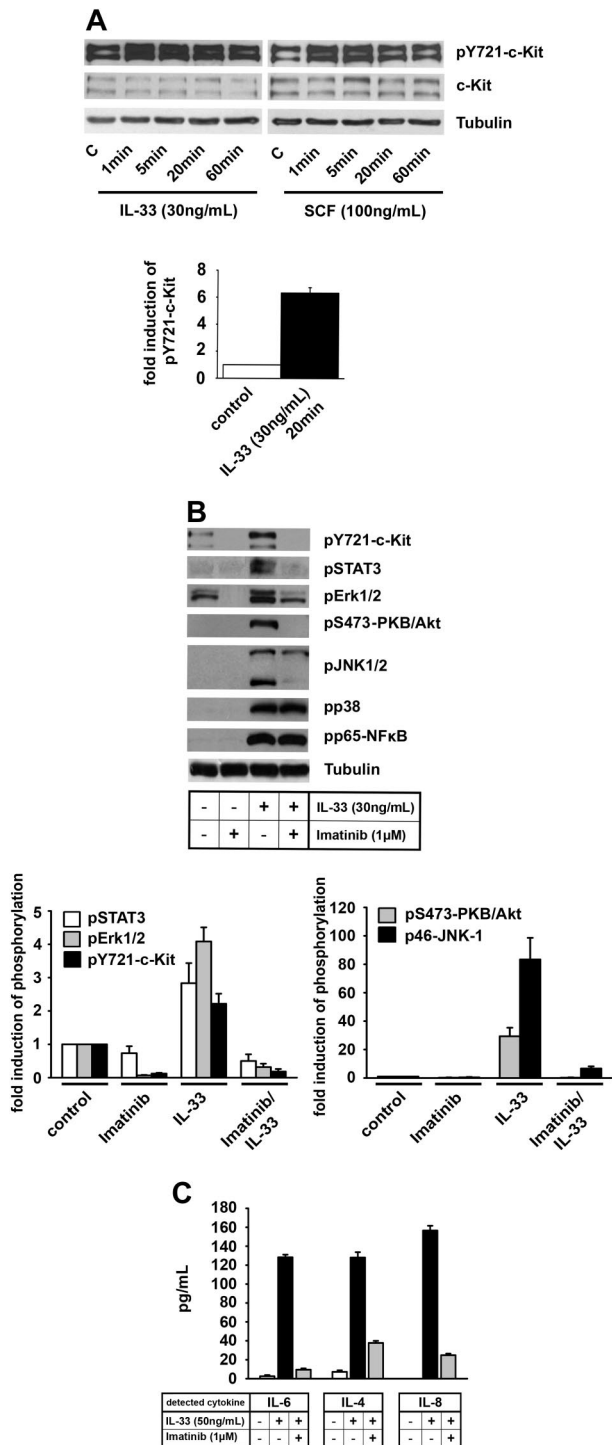 A
pY721-c-Kit
c-Kit
Tubulin
C 1min 5min 20min 60min C 1min 5min 20min 60min
IL-33 (30ng/mL) SCF (100ng/mL)
fold induction of
pY721-c-Kit
8
6
4
2
0
control
IL-33 (30ng/mL)
20min
B
pY721-c-Kit
pSTAT3
pErk1/2
pS473-PKB/Akt
pJNK1/2
pp38
pp65-NFκB
Tubulin
- - + + IL-33 (30ng/mL)
- + - + Imatinib (1µM)
fold induction of phosphorylation
5
4
3
2
1
0
pSTAT3
pErk1/2
pY721-c-Kit
control
Imatinib
IL-33
Imatinib/
IL-33
fold induction of phosphorylation
120
100
80
60
40
20
0
pS473-PKB/Akt
p46-JNK-1
control
Imatinib
IL-33
Imatinib/
IL-33
C
pg/mL
180
160
140
120
100
80
60
40
20
0
detected cytokine IL-6 IL-4 IL-8
IL-33 (50ng/mL) - + + - + + - + +
Imatinib (1µM) - - + - - + - - +